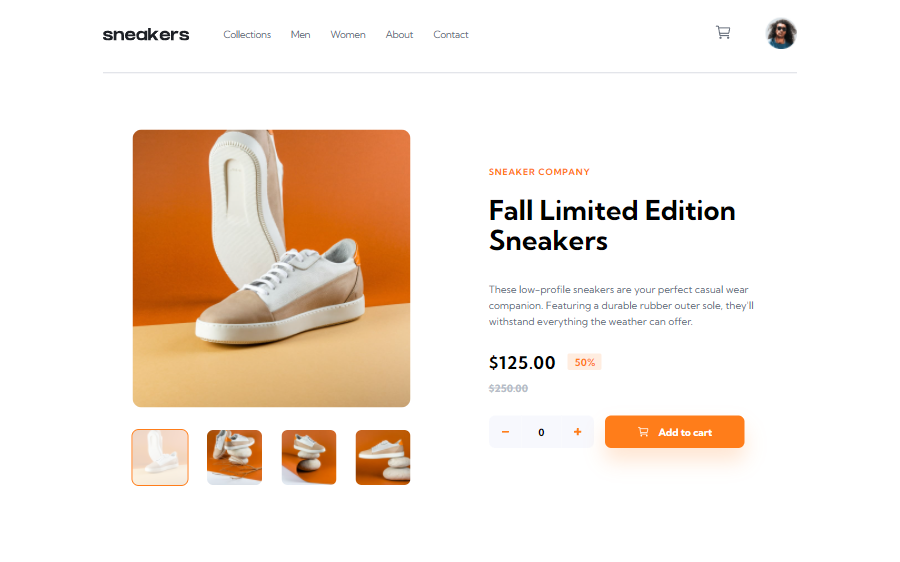 sneakers
Collections Men Women About Contact
SNEAKER COMPANY
Fall Limited Edition
Sneakers
These low-profile sneakers are your perfect casual wear
companion. Featuring a durable rubber outer sole, they'll
withstand everything the weather can offer.
$125.00 50%
$250.00
− 0 + Add to cart